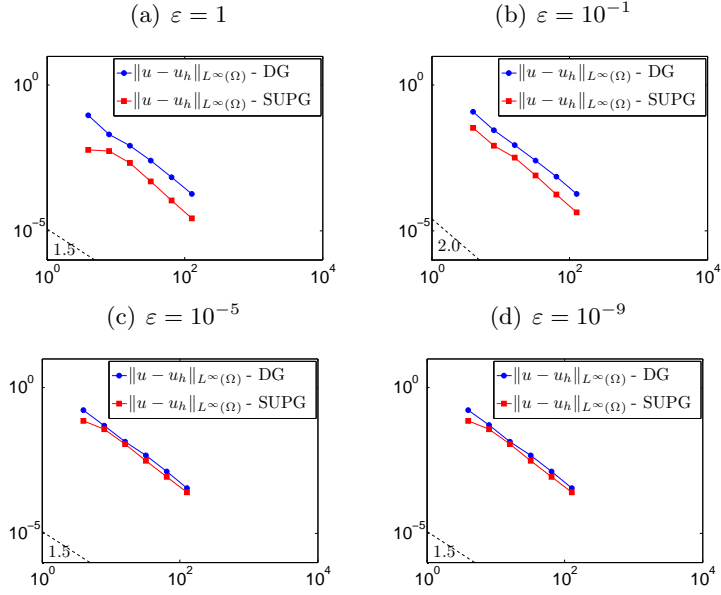 (a) ε = 1 (b) ε = 10⁻¹
10⁰ 10⁰
‖u − u_h‖_{L^∞(Ω)} - DG ‖u − u_h‖_{L^∞(Ω)} - DG
‖u − u_h‖_{L^∞(Ω)} - SUPG ‖u − u_h‖_{L^∞(Ω)} - SUPG
10⁻⁵ 10⁻⁵
1.5 2.0
10⁰ 10² 10⁴ 10⁰ 10² 10⁴
(c) ε = 10⁻⁵ (d) ε = 10⁻⁹
10⁰ 10⁰
‖u − u_h‖_{L^∞(Ω)} - DG ‖u − u_h‖_{L^∞(Ω)} - DG
‖u − u_h‖_{L^∞(Ω)} - SUPG ‖u − u_h‖_{L^∞(Ω)} - SUPG
10⁻⁵ 10⁻⁵
1.5 1.5
10⁰ 10² 10⁴ 10⁰ 10² 10⁴